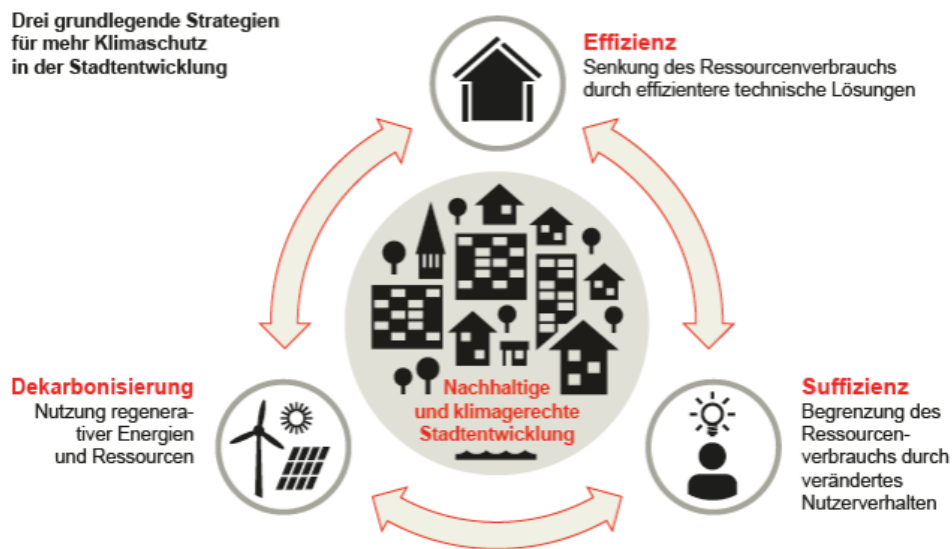 Drei grundlegende Strategien
für mehr Klimaschutz
in der Stadtentwicklung
Effizienz
Senkung des Ressourcenverbrauchs
durch effizientere technische Lösungen
Nachhaltige
und klimagerechte
Stadtentwicklung
Dekarbonisierung
Nutzung regenera-
tiver Energien
und Ressourcen
Suffizienz
Begrenzung des
Ressourcen-
verbrauchs durch
verändertes
Nutzerverhalten